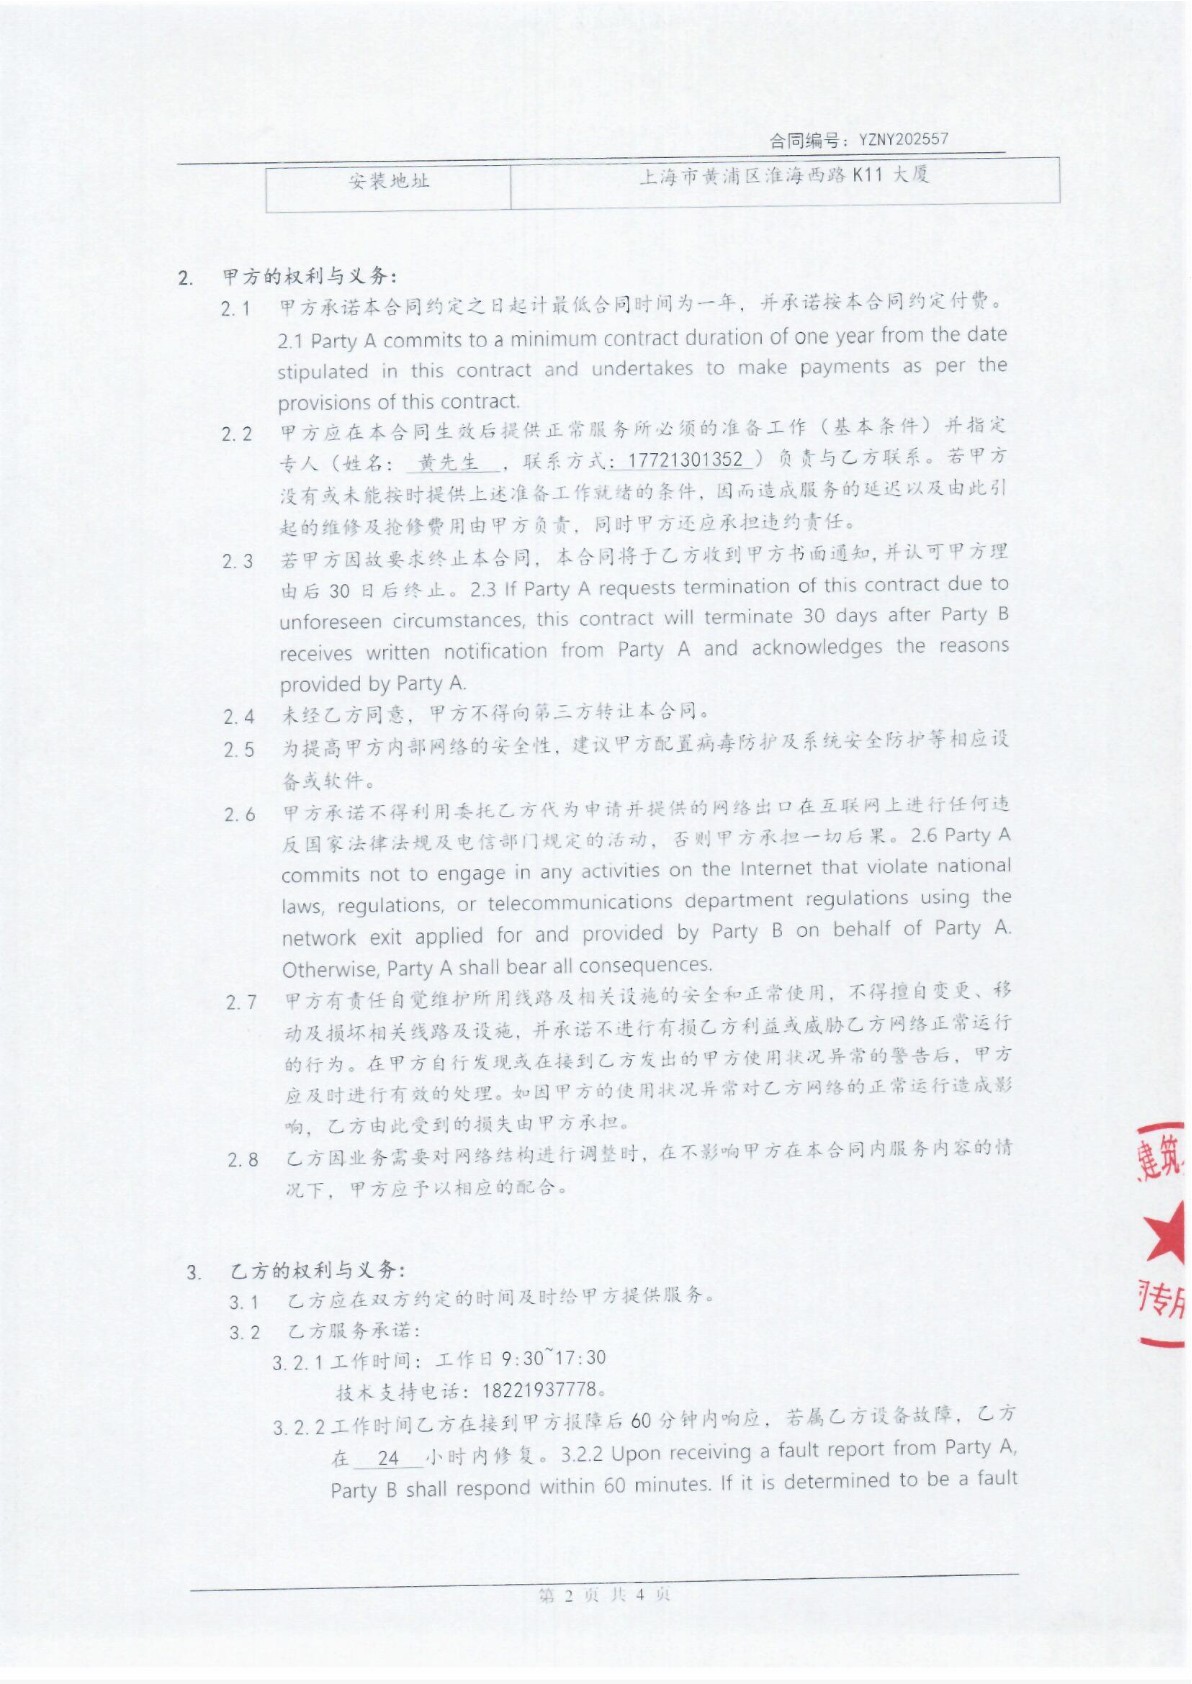 合同编号：YZNY202557
安装地址 上海市黄浦区淮海西路 K11 大厦
2. 甲方的权利与义务：
2.1 甲方承诺本合同约定之日起计最低合同时间为一年，并承诺按本合同约定付费。
2.1 Party A commits to a minimum contract duration of one year from the date
stipulated in this contract and undertakes to make payments as per the
provisions of this contract.
2.2 甲方应在本合同生效后提供正常服务所必须的准备工作（基本条件）并指定
专人（姓名： 黄先生 ，联系方式：17721301352 ）负责与乙方联系。若甲方
没有或未能按时提供上述准备工作就绪的条件，因而造成服务的延迟以及由此引
起的维修及抢修费用由甲方负责，同时甲方还应承担违约责任。
2.3 若甲方因故要求终止本合同，本合同将于乙方收到甲方书面通知,并认可甲方理
由后 30 日后终止。2.3 If Party A requests termination of this contract due to
unforeseen circumstances, this contract will terminate 30 days after Party B
receives written notification from Party A and acknowledges the reasons
provided by Party A.
2.4 未经乙方同意，甲方不得向第三方转让本合同。
2.5 为提高甲方内部网络的安全性，建议甲方配置病毒防护及系统安全防护等相应设
备或软件。
2.6 甲方承诺不得利用委托乙方代为申请并提供的网络出口在互联网上进行任何违
反国家法律法规及电信部门规定的活动，否则甲方承担一切后果。2.6 Party A
commits not to engage in any activities on the Internet that violate national
laws, regulations, or telecommunications department regulations using the
network exit applied for and provided by Party B on behalf of Party A.
Otherwise, Party A shall bear all consequences.
2.7 甲方有责任自觉维护所用线路及相关设施的安全和正常使用，不得擅自变更、移
动及损坏相关线路及设施，并承诺不进行有损乙方利益或威胁乙方网络正常运行
的行为。在甲方自行发现或在接到乙方发出的甲方使用状况异常的警告后，甲方
应及时进行有效的处理。如因甲方的使用状况异常对乙方网络的正常运行造成影
响，乙方由此受到的损失由甲方承担。
2.8 乙方因业务需要对网络结构进行调整时，在不影响甲方在本合同内服务内容的情
况下，甲方应予以相应的配合。
建筑
专用
3. 乙方的权利与义务：
3.1 乙方应在双方约定的时间及时给甲方提供服务。
3.2 乙方服务承诺：
3.2.1 工作时间：工作日 9:30~17:30
技术支持电话：18221937778。
3.2.2 工作时间乙方在接到甲方报障后 60 分钟内响应，若属乙方设备故障，乙方
在 24 小时内修复。3.2.2 Upon receiving a fault report from Party A,
Party B shall respond within 60 minutes. If it is determined to be a fault
第 2 页 共 4 页